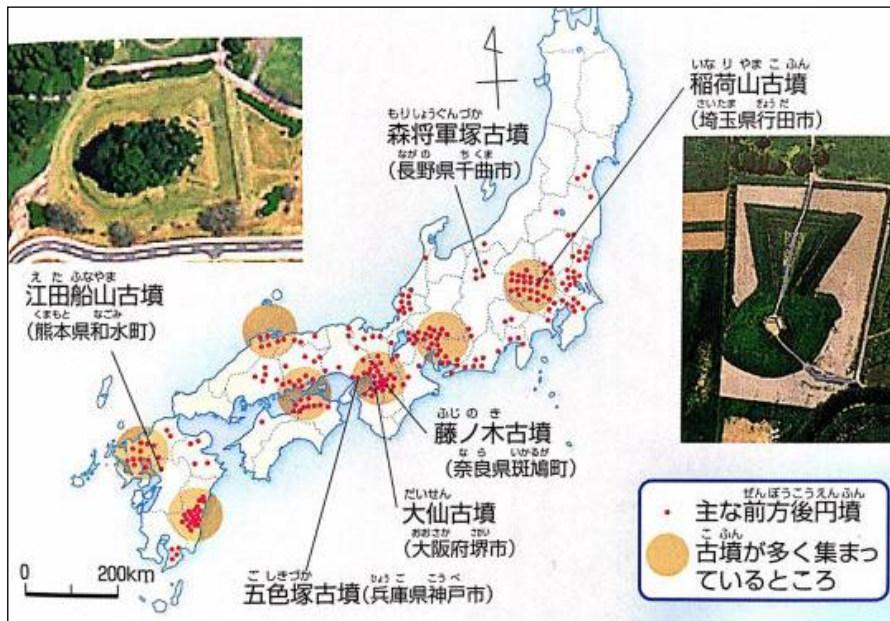 いなりやまこふん
稲荷山古墳
さいたま ぎょうだ
(埼玉県行田市)
もりしょうぐんづか
森将軍塚古墳
ながの ちくま
(長野県千曲市)
えたふなやま
江田船山古墳
くまもと なごみ
(熊本県和水町)
ふじのき
藤ノ木古墳
なら いかるが
(奈良県斑鳩町)
だいせん
大仙古墳
おおさか さかい
(大阪府堺市)
ごしきづか ひょうご こうべ
五色塚古墳(兵庫県神戸市)
0 200km
ぜんぽうこうえんふん
主な前方後円墳
こふん
古墳が多く集まっ
ているところ